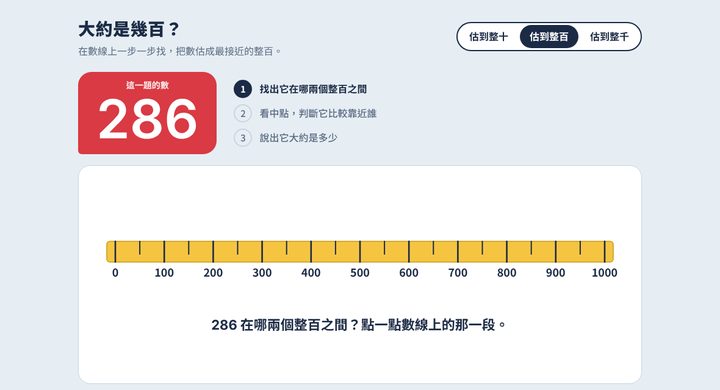 大約是幾百？
在數線上一步一步找，把數估成最接近的整百。
估到整十 估到整百 估到整千
這一題的數
286
1 找出它在哪兩個整百之間
2 看中點，判斷它比較靠近誰
3 說出它大約是多少
0 100 200 300 400 500 600 700 800 900 1000
286 在哪兩個整百之間？點一點數線上的那一段。